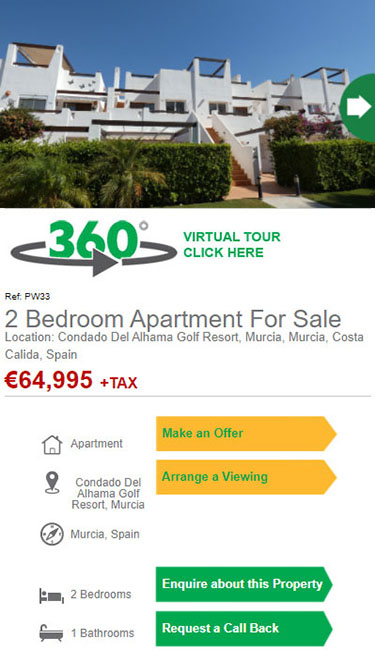 360°
VIRTUAL TOUR
CLICK HERE
Ref: PW33
2 Bedroom Apartment For Sale
Location: Condado Del Alhama Golf Resort, Murcia, Murcia, Costa
Calida, Spain
€64,995 +TAX
Apartment
Make an Offer
Condado Del
Alhama Golf
Resort, Murcia
Arrange a Viewing
Murcia, Spain
2 Bedrooms
Enquire about this Property
1 Bathrooms
Request a Call Back